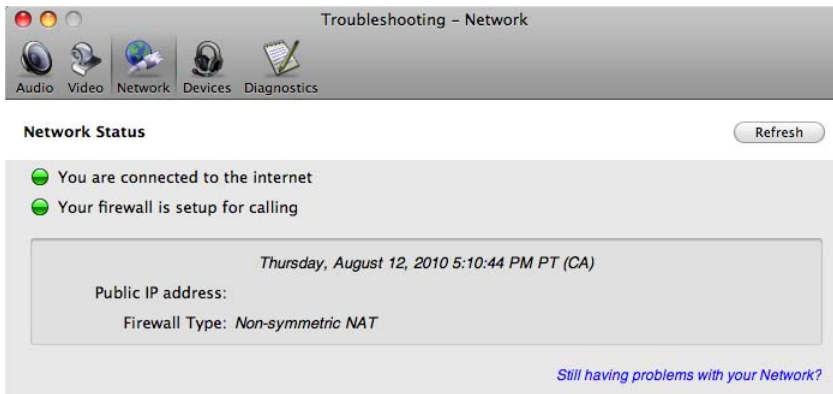 Troubleshooting – Network
Audio Video Network Devices Diagnostics
Network Status
Refresh
You are connected to the internet
Your firewall is setup for calling
Thursday, August 12, 2010 5:10:44 PM PT (CA)
Public IP address:
Firewall Type: Non-symmetric NAT
Still having problems with your Network?